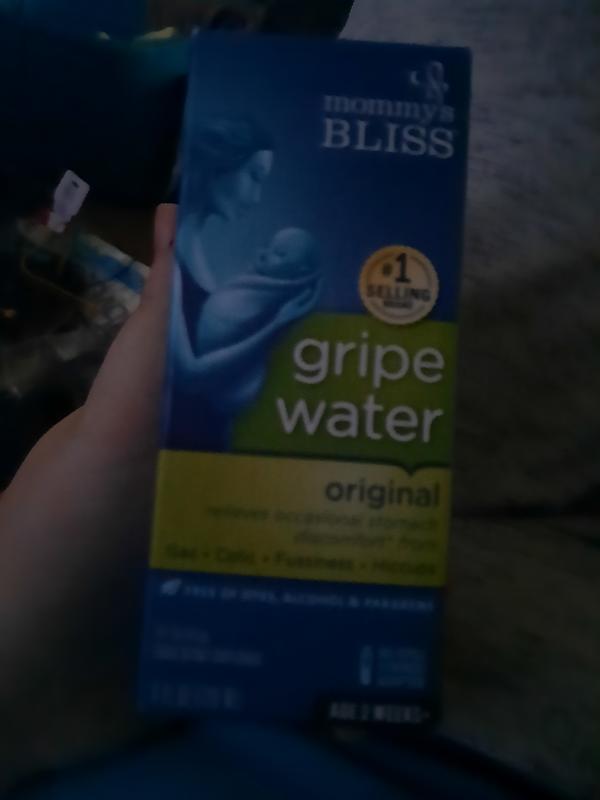 mommy's
BLISS
#1
SELLING
BRAND
gripe
water
original
relieves occasional stomach
discomfort* from
Gas • Colic • Fussiness • Hiccups
FREE OF DYES, ALCOHOL & PARABENS
AGE 2 WEEKS+